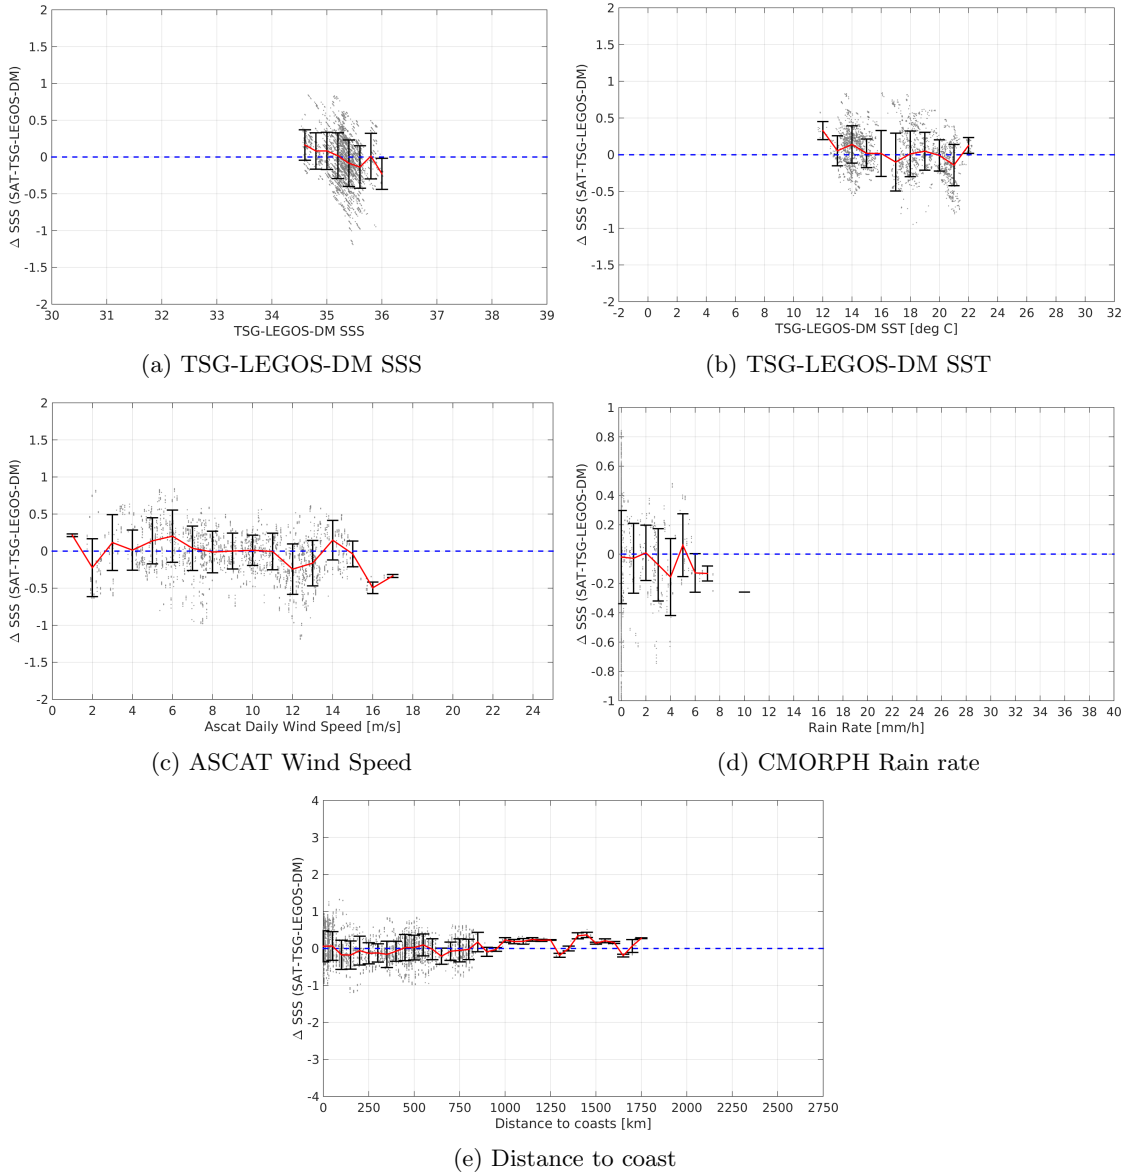 2
1.5
1
0.5
0
-0.5
-1
-1.5
-2
Δ SSS (SAT-TSG-LEGOS-DM)
30 31 32 33 34 35 36 37 38 39
TSG-LEGOS-DM SSS
(a) TSG-LEGOS-DM SSS
2
1.5
1
0.5
0
-0.5
-1
-1.5
-2
Δ SSS (SAT-TSG-LEGOS-DM)
-2 0 2 4 6 8 10 12 14 16 18 20 22 24 26 28 30 32
TSG-LEGOS-DM SST [deg C]
(b) TSG-LEGOS-DM SST
2
1.5
1
0.5
0
-0.5
-1
-1.5
-2
Δ SSS (SAT-TSG-LEGOS-DM)
0 2 4 6 8 10 12 14 16 18 20 22 24
Ascat Daily Wind Speed [m/s]
(c) ASCAT Wind Speed
1
0.8
0.6
0.4
0.2
0
-0.2
-0.4
-0.6
-0.8
-1
Δ SSS (SAT-TSG-LEGOS-DM)
0 2 4 6 8 10 12 14 16 18 20 22 24 26 28 30 32 34 36 38 40
Rain Rate [mm/h]
(d) CMORPH Rain rate
4
3
2
1
0
-1
-2
-3
-4
Δ SSS (SAT-TSG-LEGOS-DM)
0 250 500 750 1000 1250 1500 1750 2000 2250 2500 2750
Distance to coasts [km]
(e) Distance to coast